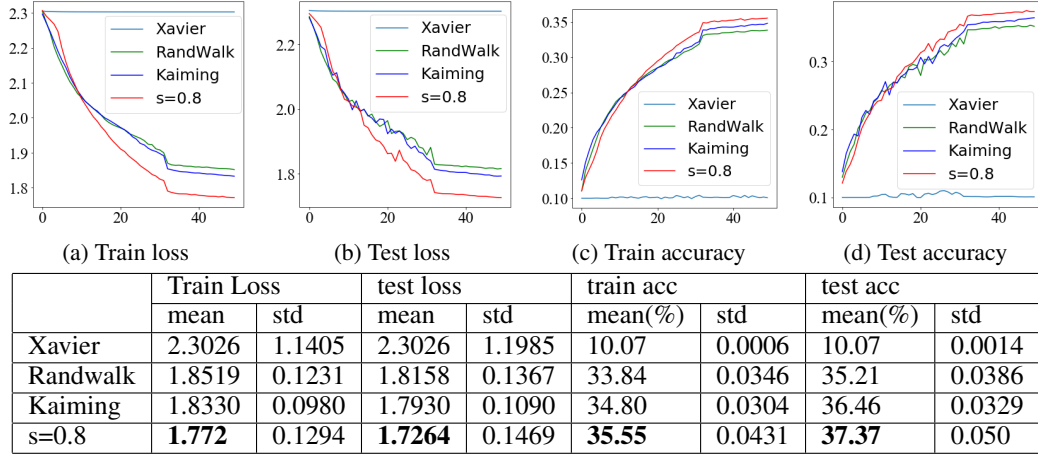 2.3
2.2
2.1
2.0
1.9
1.8
0
20
40
Xavier
RandWalk
Kaiming
s=0.8
(a) Train loss
2.2
2.0
1.8
0
20
40
Xavier
RandWalk
Kaiming
s=0.8
(b) Test loss
0.35
0.30
0.25
0.20
0.15
0.10
0
20
40
Xavier
RandWalk
Kaiming
s=0.8
(c) Train accuracy
0.3
0.2
0.1
0
20
40
Xavier
RandWalk
Kaiming
s=0.8
(d) Test accuracy
Train Loss test loss train acc test acc
mean std mean std mean(%) std mean(%) std
Xavier 2.3026 1.1405 2.3026 1.1985 10.07 0.0006 10.07 0.0014
Randwalk 1.8519 0.1231 1.8158 0.1367 33.84 0.0346 35.21 0.0386
Kaiming 1.8330 0.0980 1.7930 0.1090 34.80 0.0304 36.46 0.0329
s=0.8 1.772 0.1294 1.7264 0.1469 35.55 0.0431 37.37 0.050